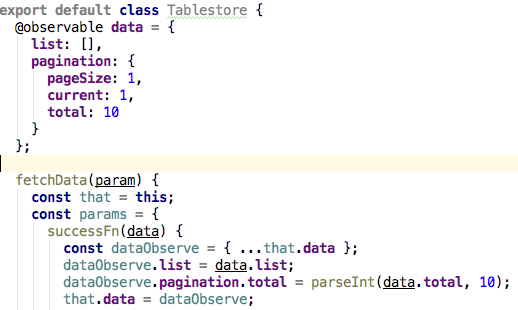 export default class Tablestore {
  @observable data = {
    list: [],
    pagination: {
      pageSize: 1,
      current: 1,
      total: 10
    }
  };
  fetchData(param) {
    const that = this;
    const params = {
      successFn(data) {
        const dataObserve = { ...that.data };
        dataObserve.list = data.list;
        dataObserve.pagination.total = parseInt(data.total, 10);
        that.data = dataObserve;